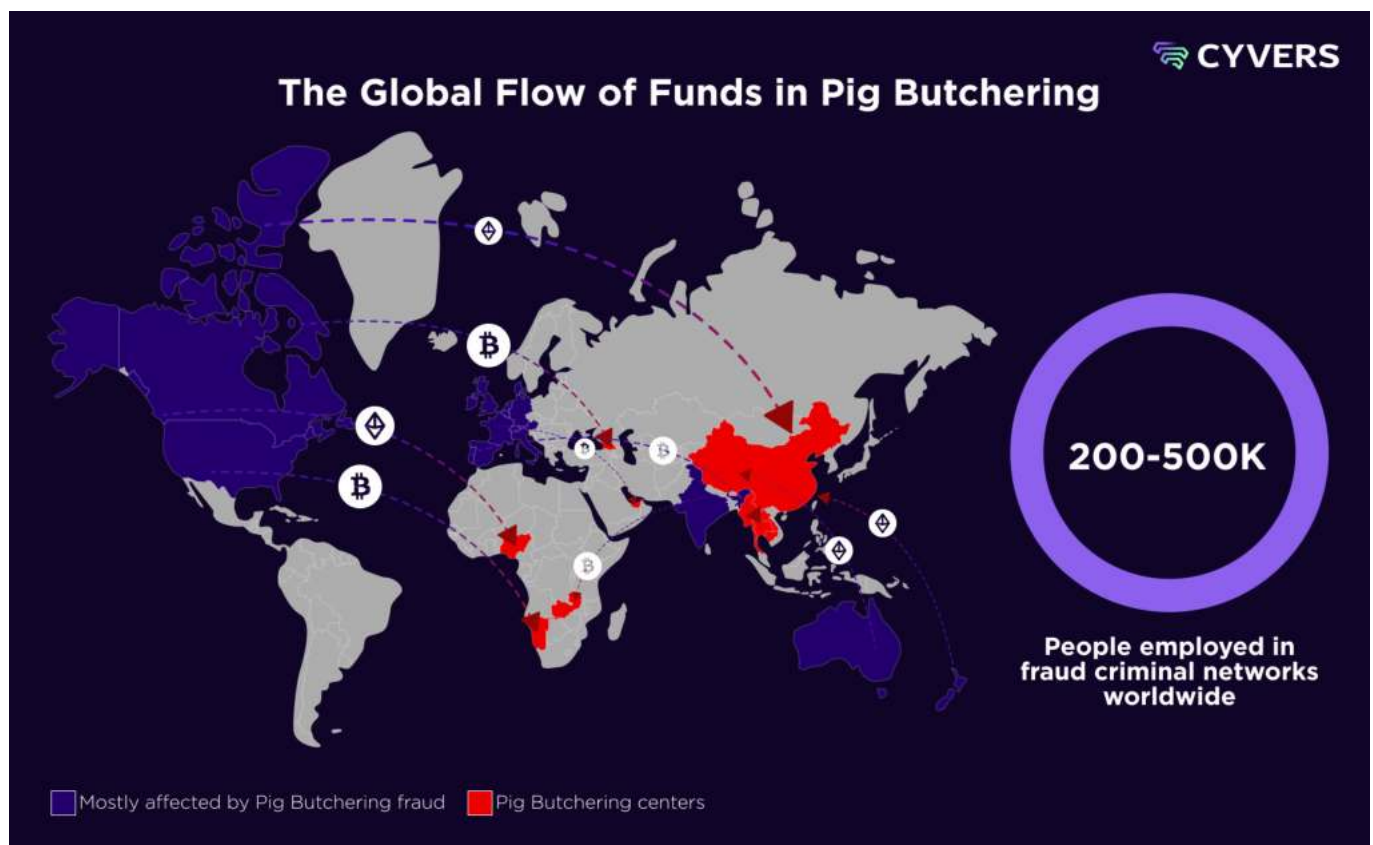 CYVERS
The Global Flow of Funds in Pig Butchering
200-500K
People employed in
fraud criminal networks
worldwide
Mostly affected by Pig Butchering fraud
Pig Butchering centers